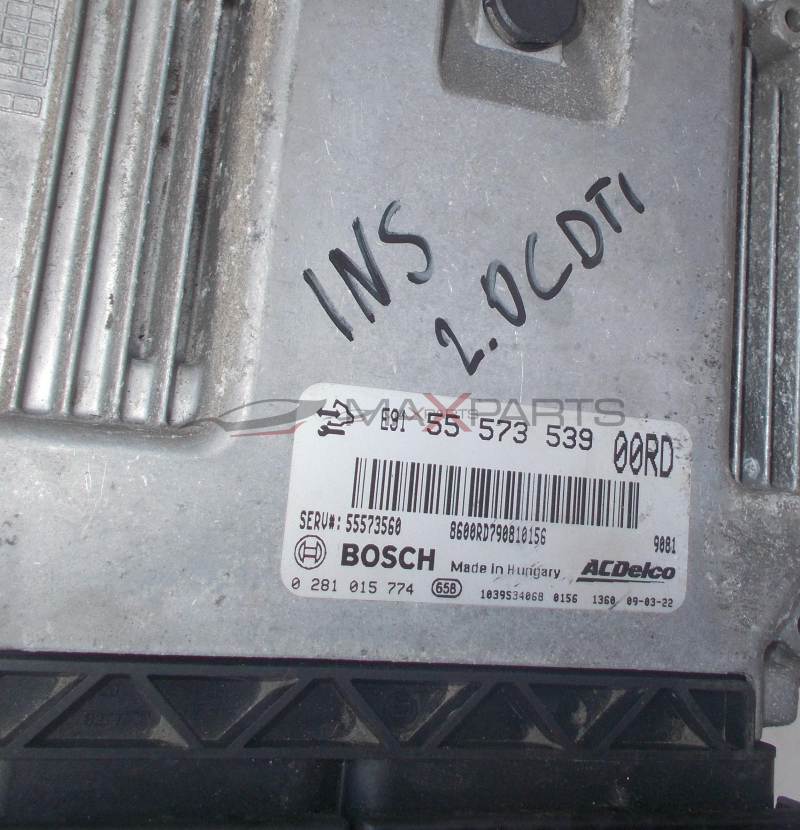 INS
2.0CDTI
MAXPARTS
E91 55 573 539 00RD
SERV#: 55573560 8600RD790810156 9081
BOSCH Made in Hungary ACDelco
0 281 015 774 658 1039S34068 0156 1360 09-03-22